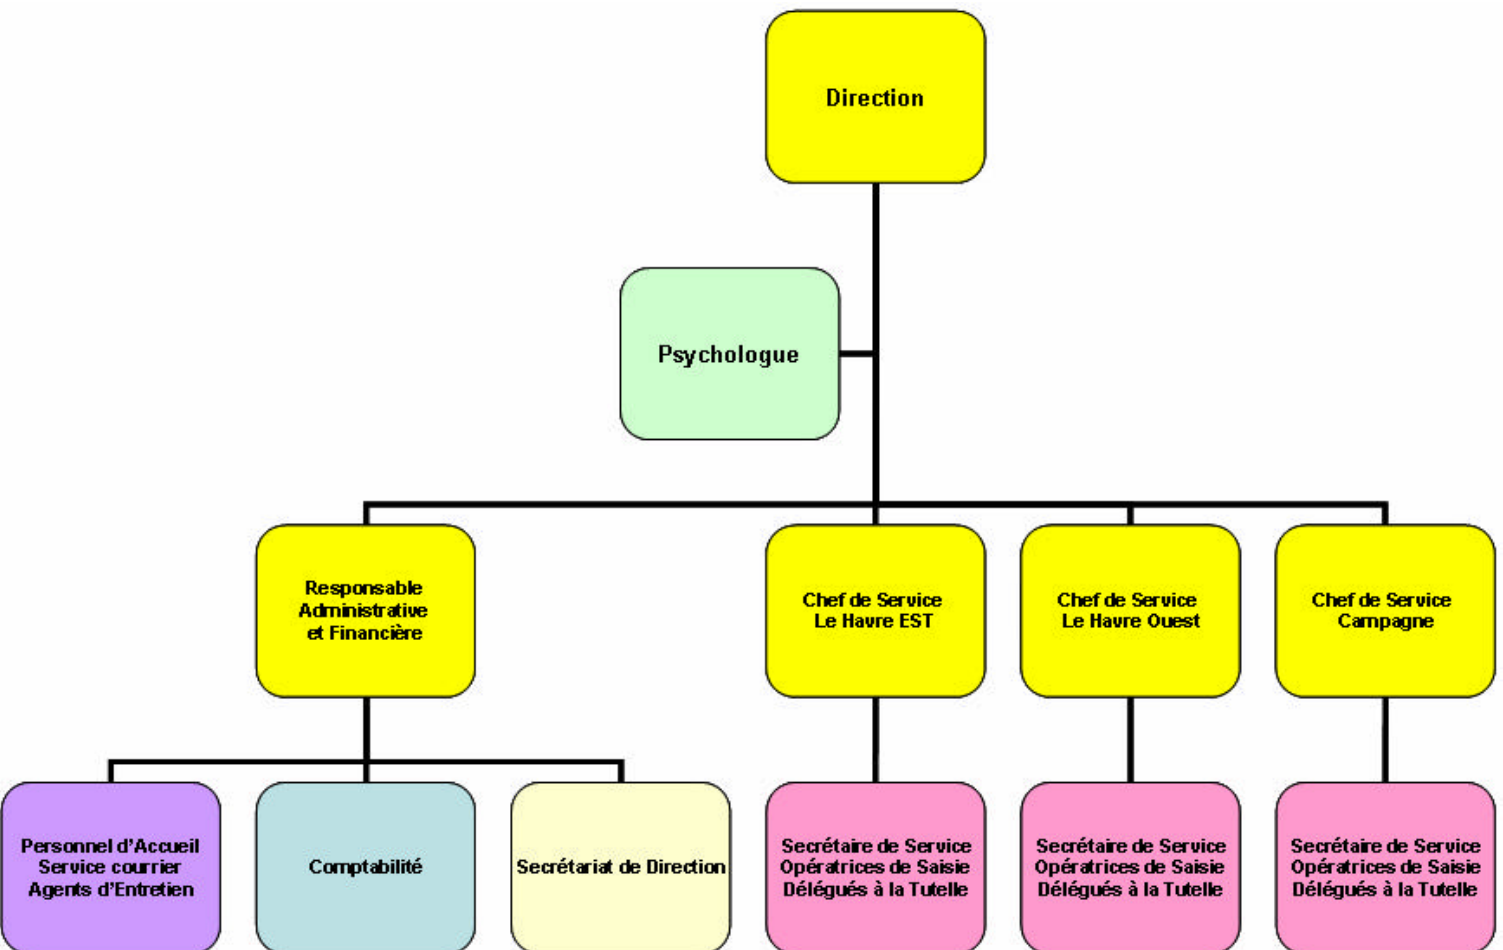 Direction
Psychologue
Responsable
Administrative
et Financière
Chef de Service
Le Havre EST
Chef de Service
Le Havre Ouest
Chef de Service
Campagne
Personnel d'Accueil
Service courrier
Agents d'Entretien
Comptabilité
Secrétariat de Direction
Secrétaire de Service
Opératrices de Saisie
Délégués à la Tutelle
Secrétaire de Service
Opératrices de Saisie
Délégués à la Tutelle
Secrétaire de Service
Opératrices de Saisie
Délégués à la Tutelle